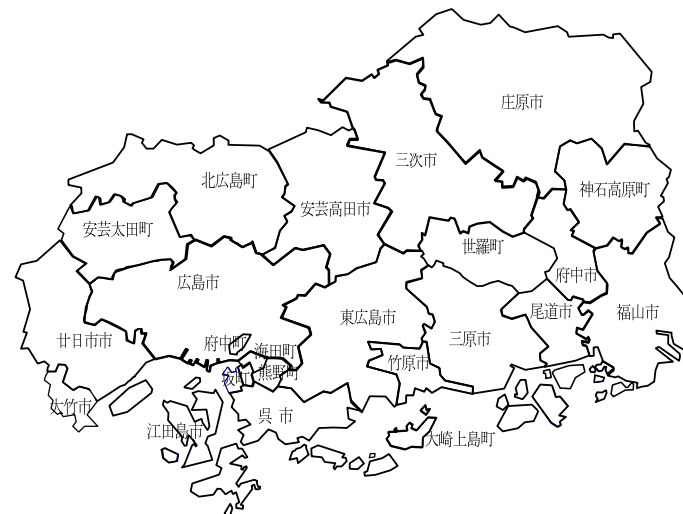 庄原市
三次市
北広島町
神石高原町
安芸高田市
安芸太田町
世羅町
広島市
府中市
東広島市
尾道市
福山市
廿日市市
府中町
海田町
三原市
竹原市
坂町
熊野町
大竹市
呉 市
江田島市
大崎上島町